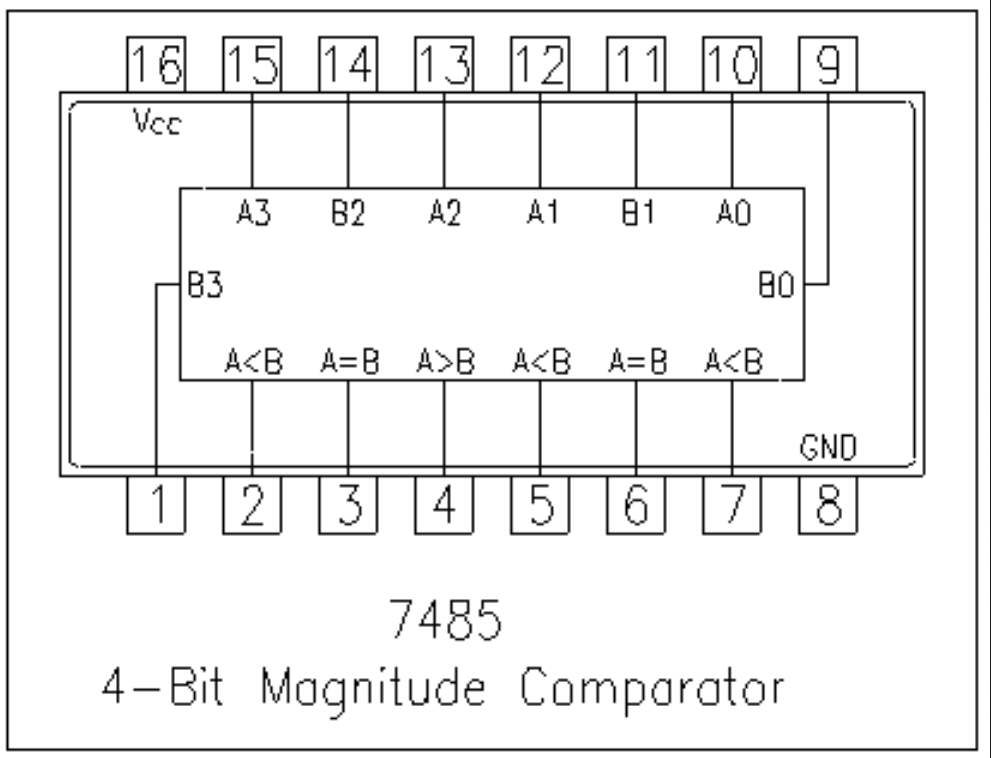 16 15 14 13 12 11 10 9
Vcc
A3 B2 A2 A1 B1 A0
B3 B0
A<B A=B A>B A<B A=B A<B
GND
1 2 3 4 5 6 7 8
7485
4-Bit Magnitude Comparator